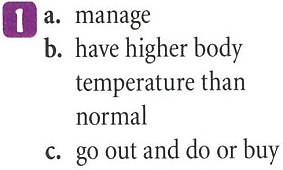 1 a. manage
b. have higher body
temperature than
normal
c. go out and do or buy